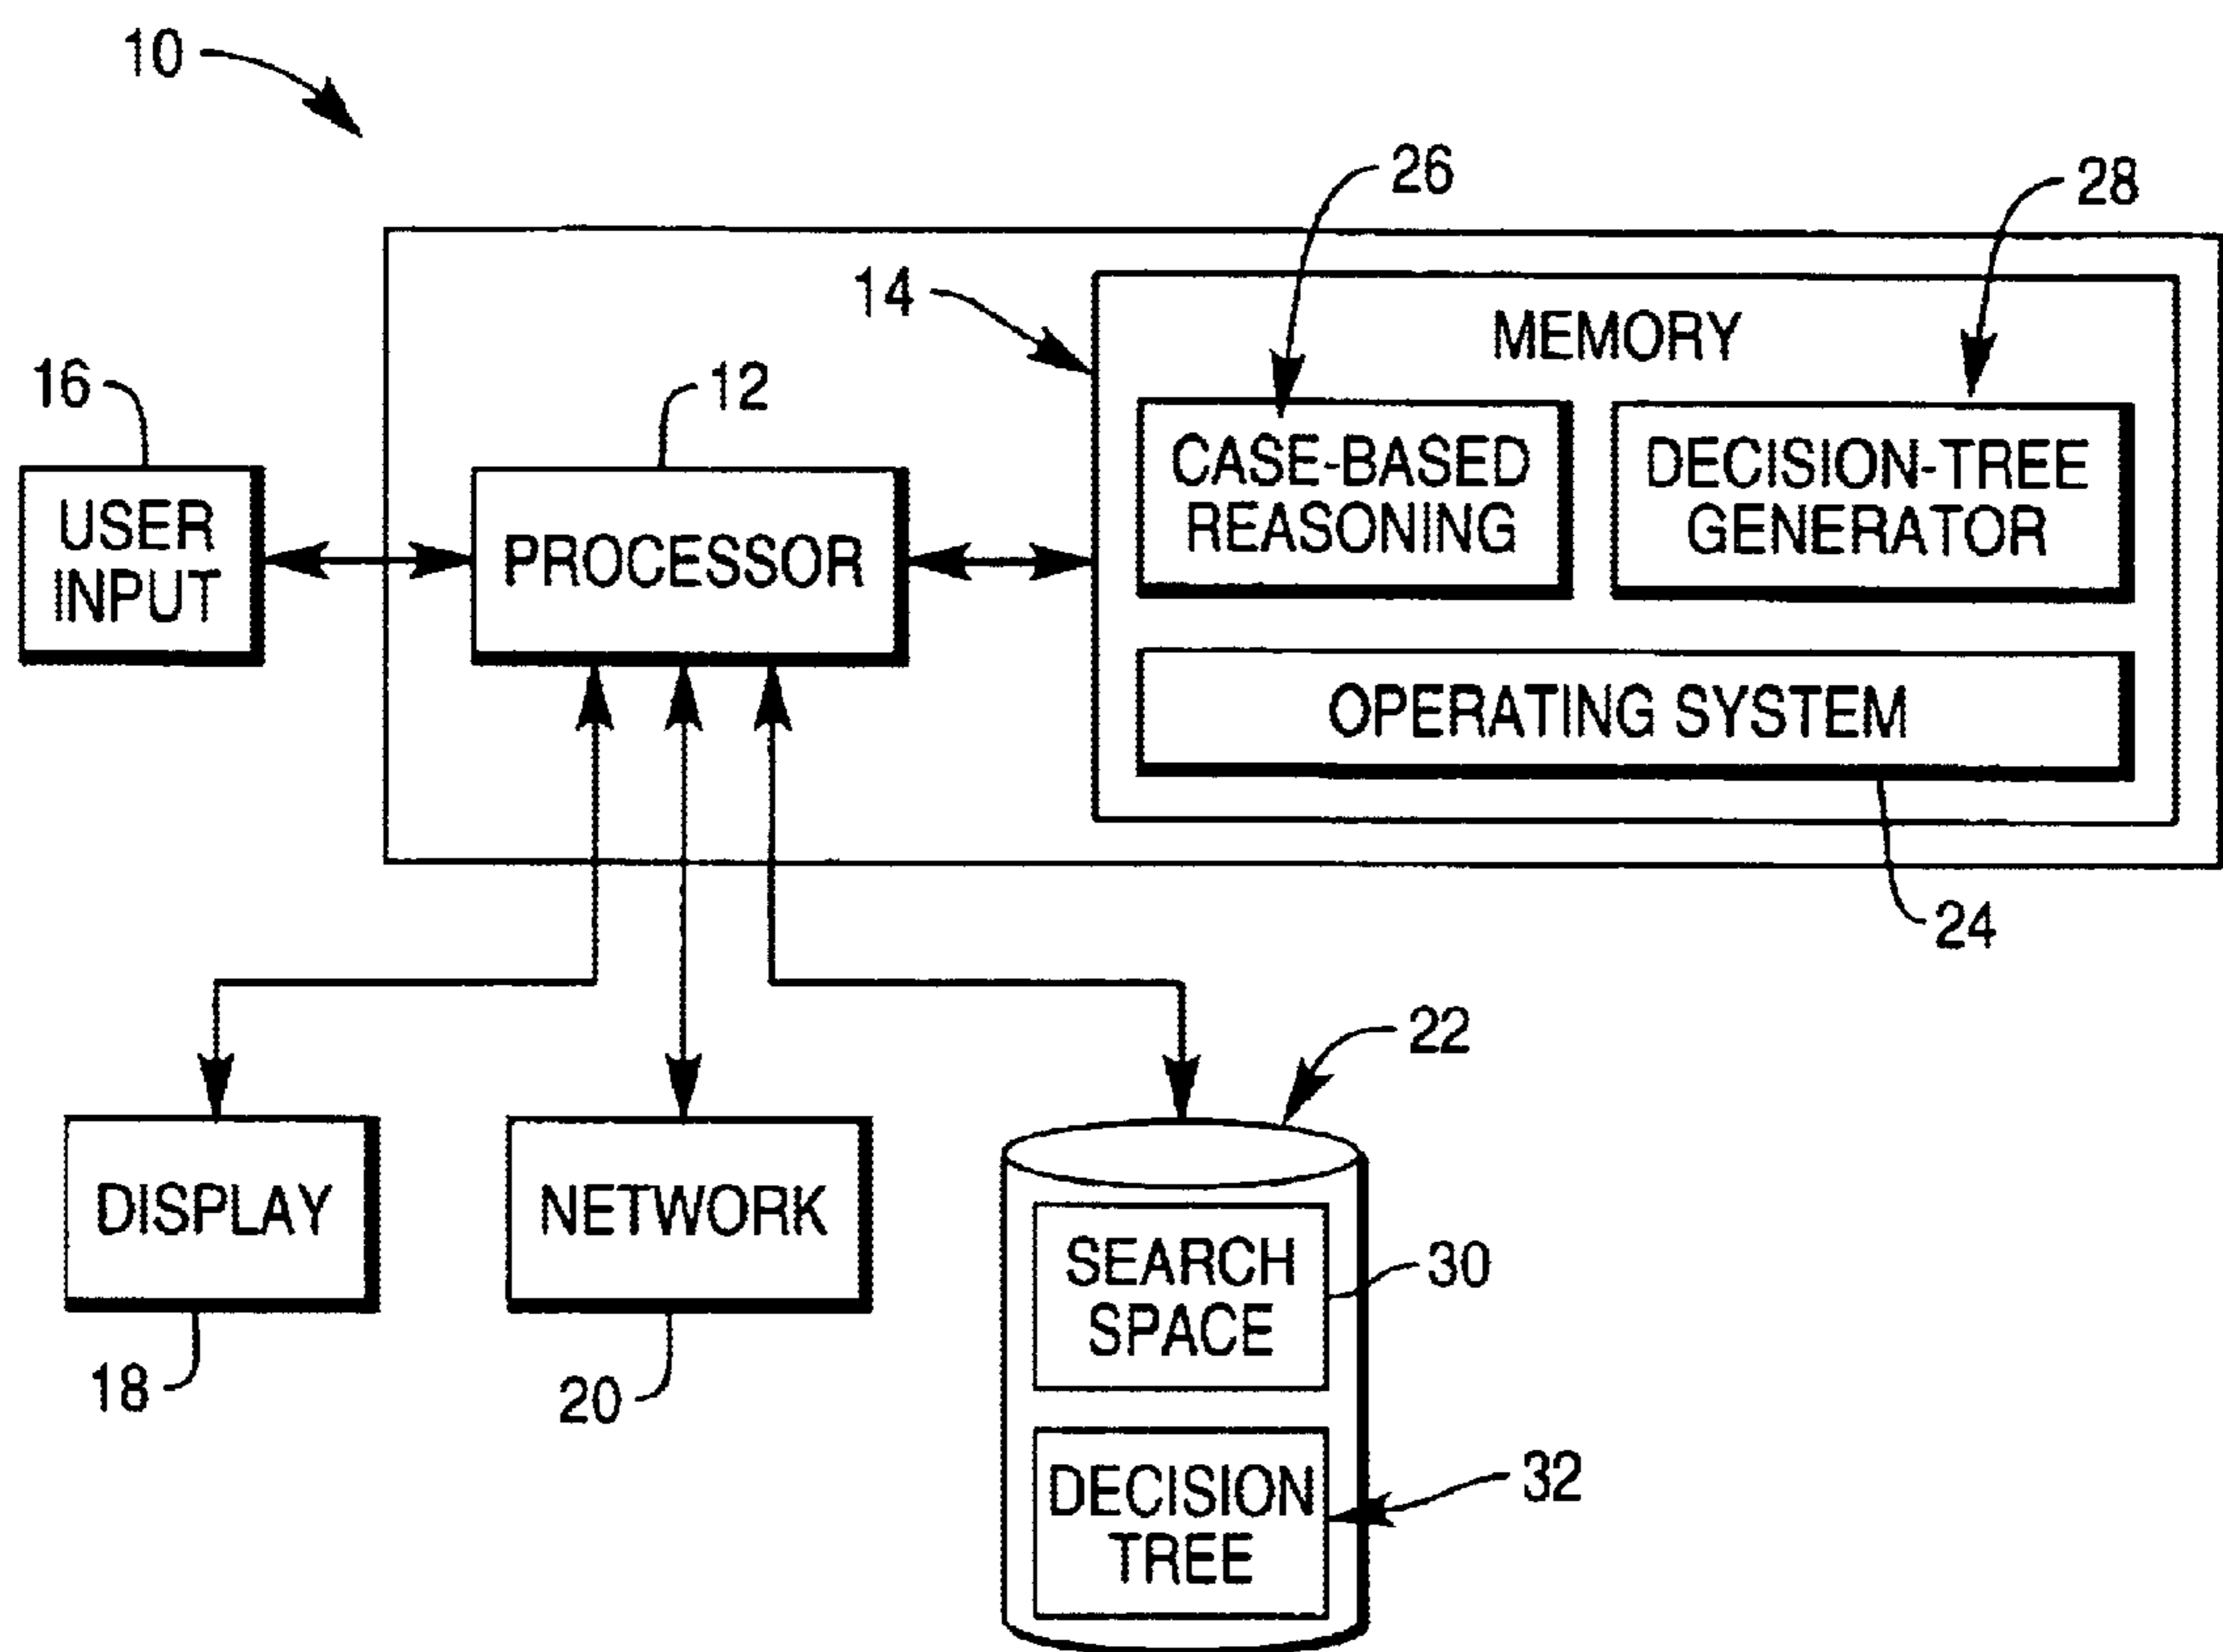 10
26
28
14
MEMORY
16
12
CASE-BASED
REASONING
DECISION-TREE
GENERATOR
USER
INPUT
PROCESSOR
OPERATING SYSTEM
24
22
DISPLAY
NETWORK
SEARCH
SPACE
30
18
20
DECISION
TREE
32